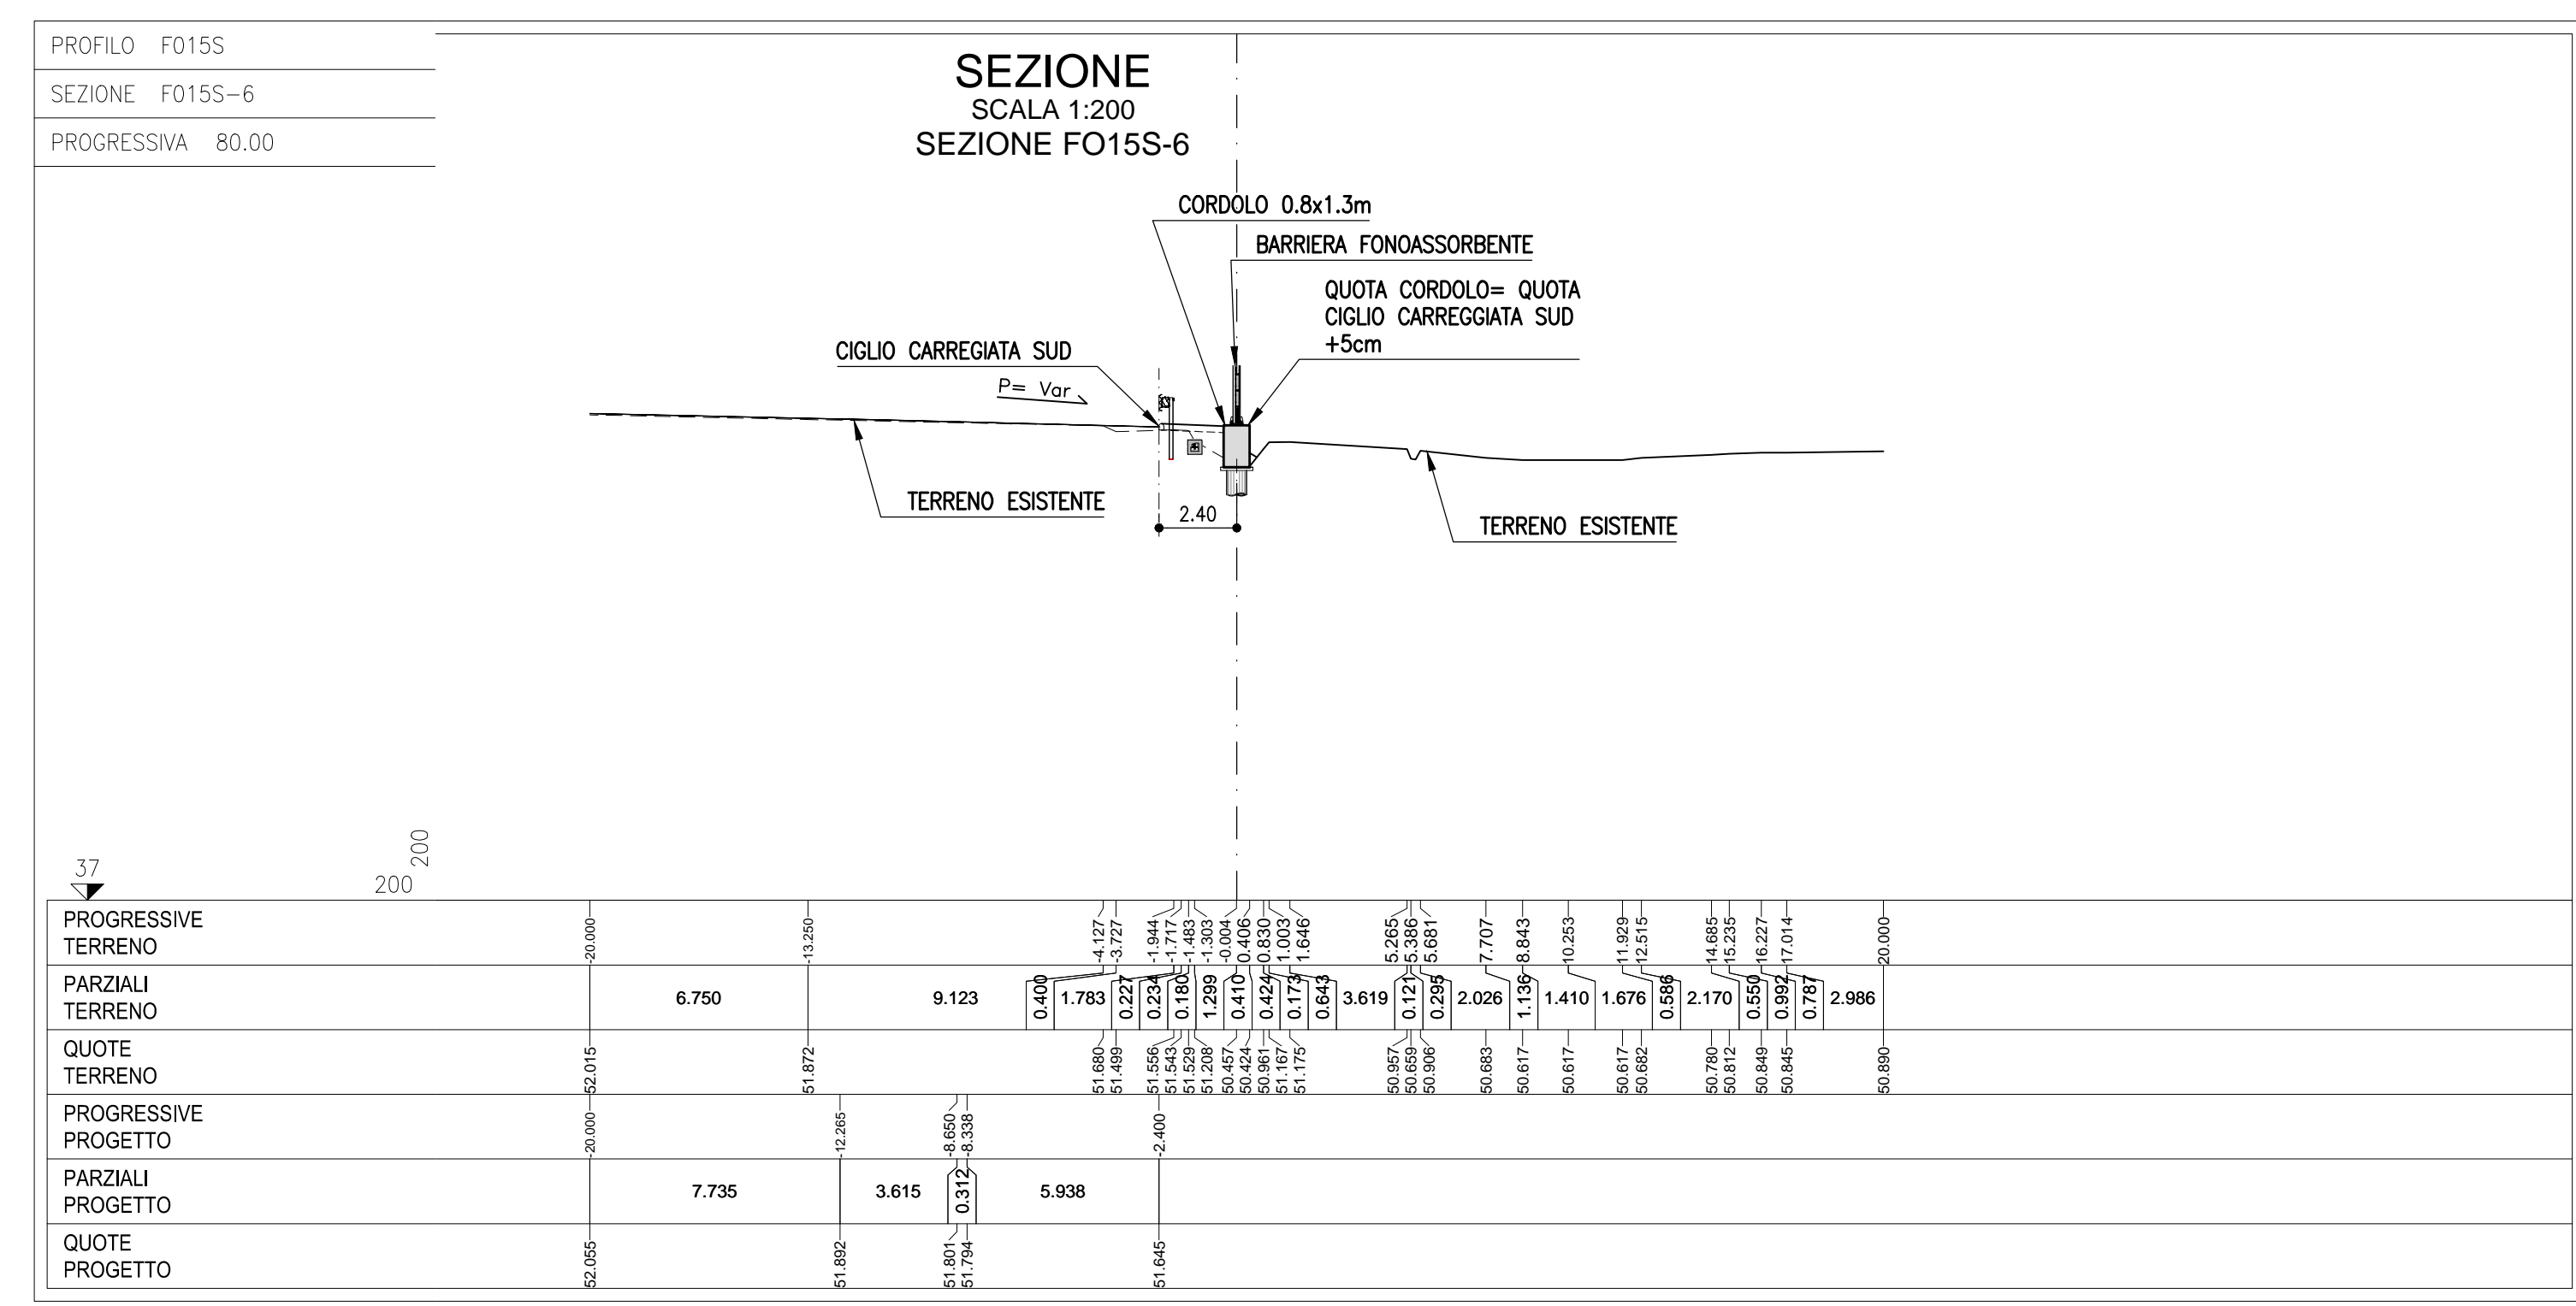 PROFILO F015S
SEZIONE F015S-6
PROGRESSIVA 80.00
SEZIONE
SCALA 1:200
SEZIONE FO15S-6
CORDOLO 0.8x1.3m
BARRIERA FONOASSORBENTE
QUOTA CORDOLO= QUOTA
CIGLIO CARREGGIATA SUD
+5cm
CIGLIO CARREGIATA SUD
P= Var
TERRENO ESISTENTE
2.40
TERRENO ESISTENTE
37
200
200
PROGRESSIVE
TERRENO
-20.000 -13.250 -4.127 -3.727 -1.944 -1.717 -1.483 -1.303 -0.004 0.406 0.830 1.003 1.646 5.265 5.386 5.681 7.707 8.843 10.253 11.929 12.515 14.685 15.235 16.227 17.014 20.000
PARZIALI
TERRENO
6.750 9.123 0.400 1.783 0.227 0.234 0.180 1.299 0.410 0.424 0.173 0.643 3.619 0.121 0.295 2.026 1.136 1.410 1.676 0.586 2.170 0.550 0.992 0.787 2.986
QUOTE
TERRENO
52.015 51.872 51.680 51.499 51.556 51.543 51.529 51.208 50.457 50.424 50.961 51.167 51.175 50.957 50.659 50.906 50.683 50.617 50.617 50.617 50.682 50.780 50.812 50.849 50.845 50.890
PROGRESSIVE
PROGETTO
-20.000 -12.265 -8.650 -8.338 -2.400
PARZIALI
PROGETTO
7.735 3.615 0.312 5.938
QUOTE
PROGETTO
52.055 51.892 51.801 51.794 51.645